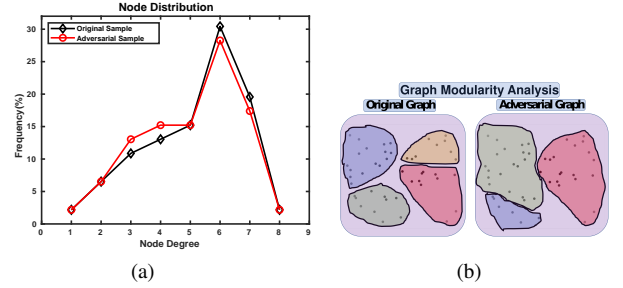 Node Distribution
Original Sample
Adversarial Sample
Frequency(%)
30
25
20
15
10
5
0
0 1 2 3 4 5 6 7 8 9
Node Degree
(a)
Graph Modularity Analysis
Original Graph Adversarial Graph
(b)